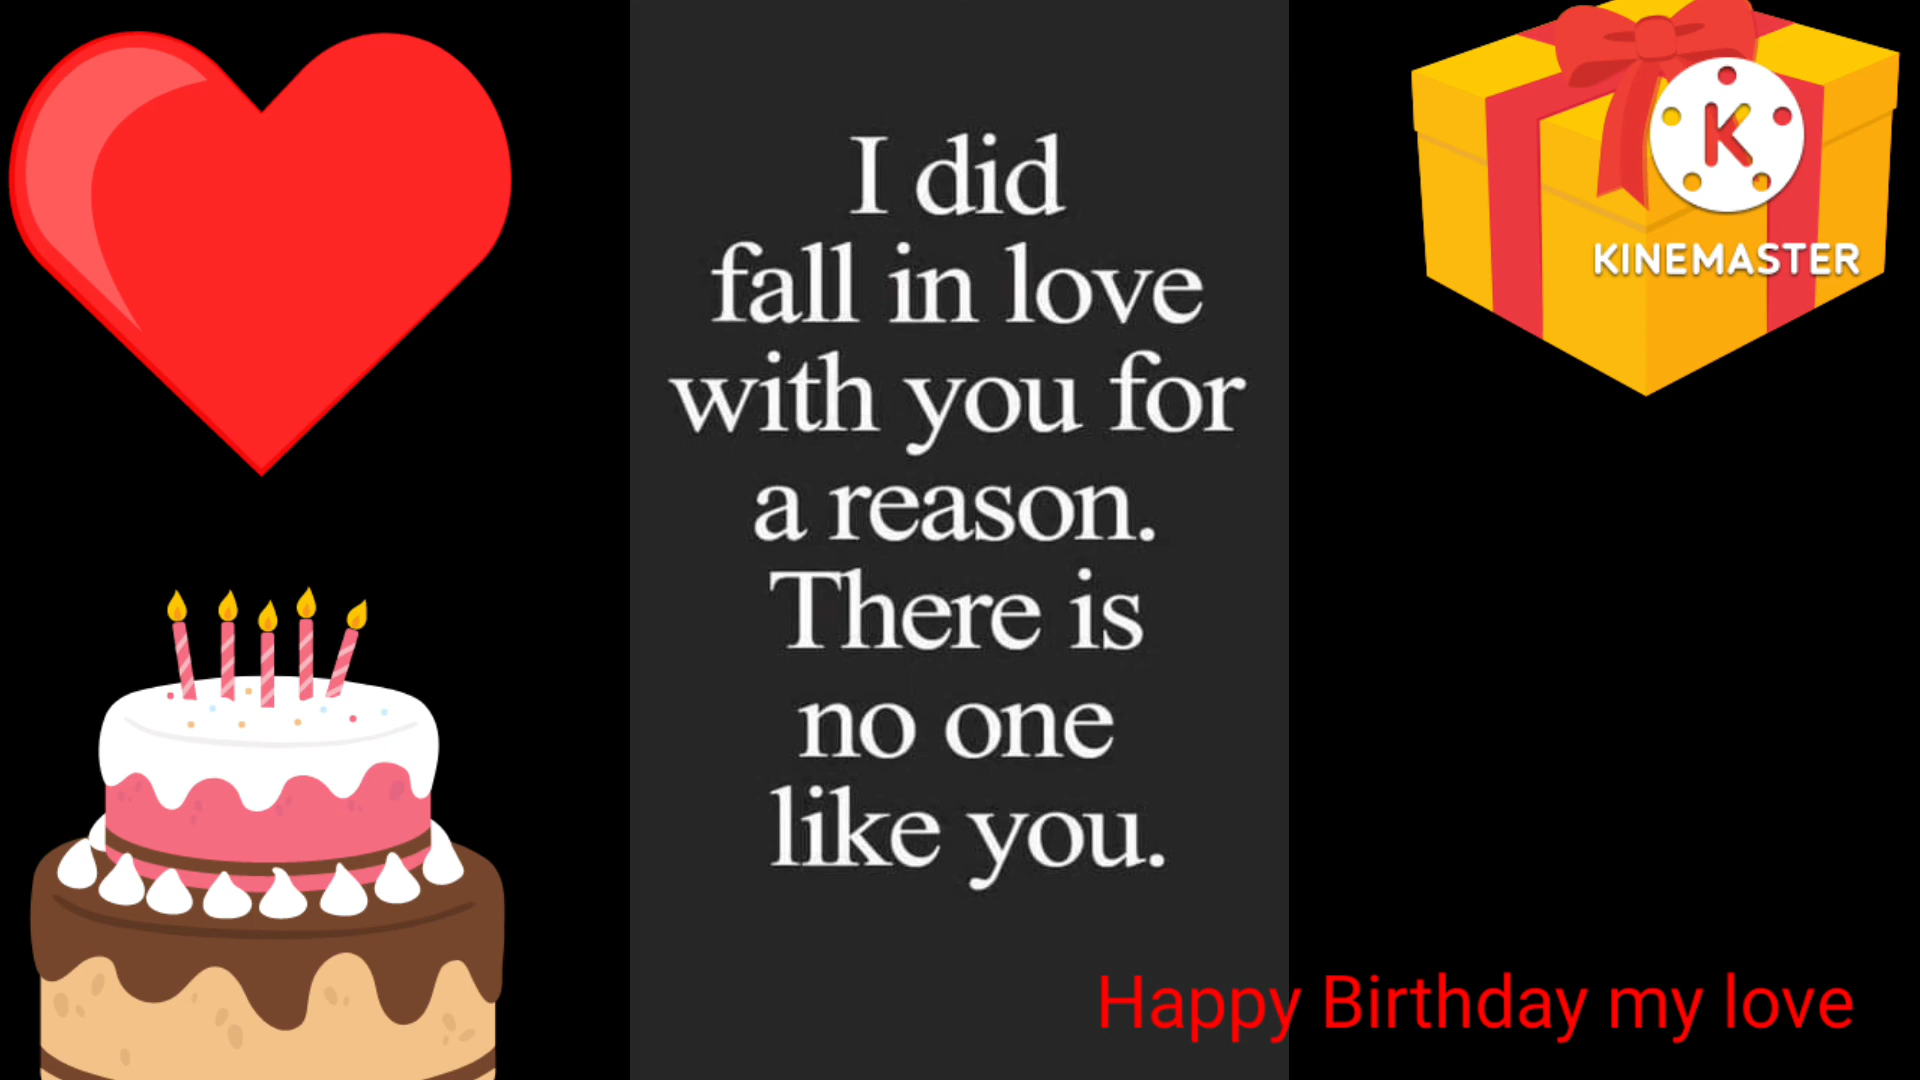 I did
fall in love
with you for
a reason.
There is
no one
like you.
K
KINEMASTER
Happy Birthday my love